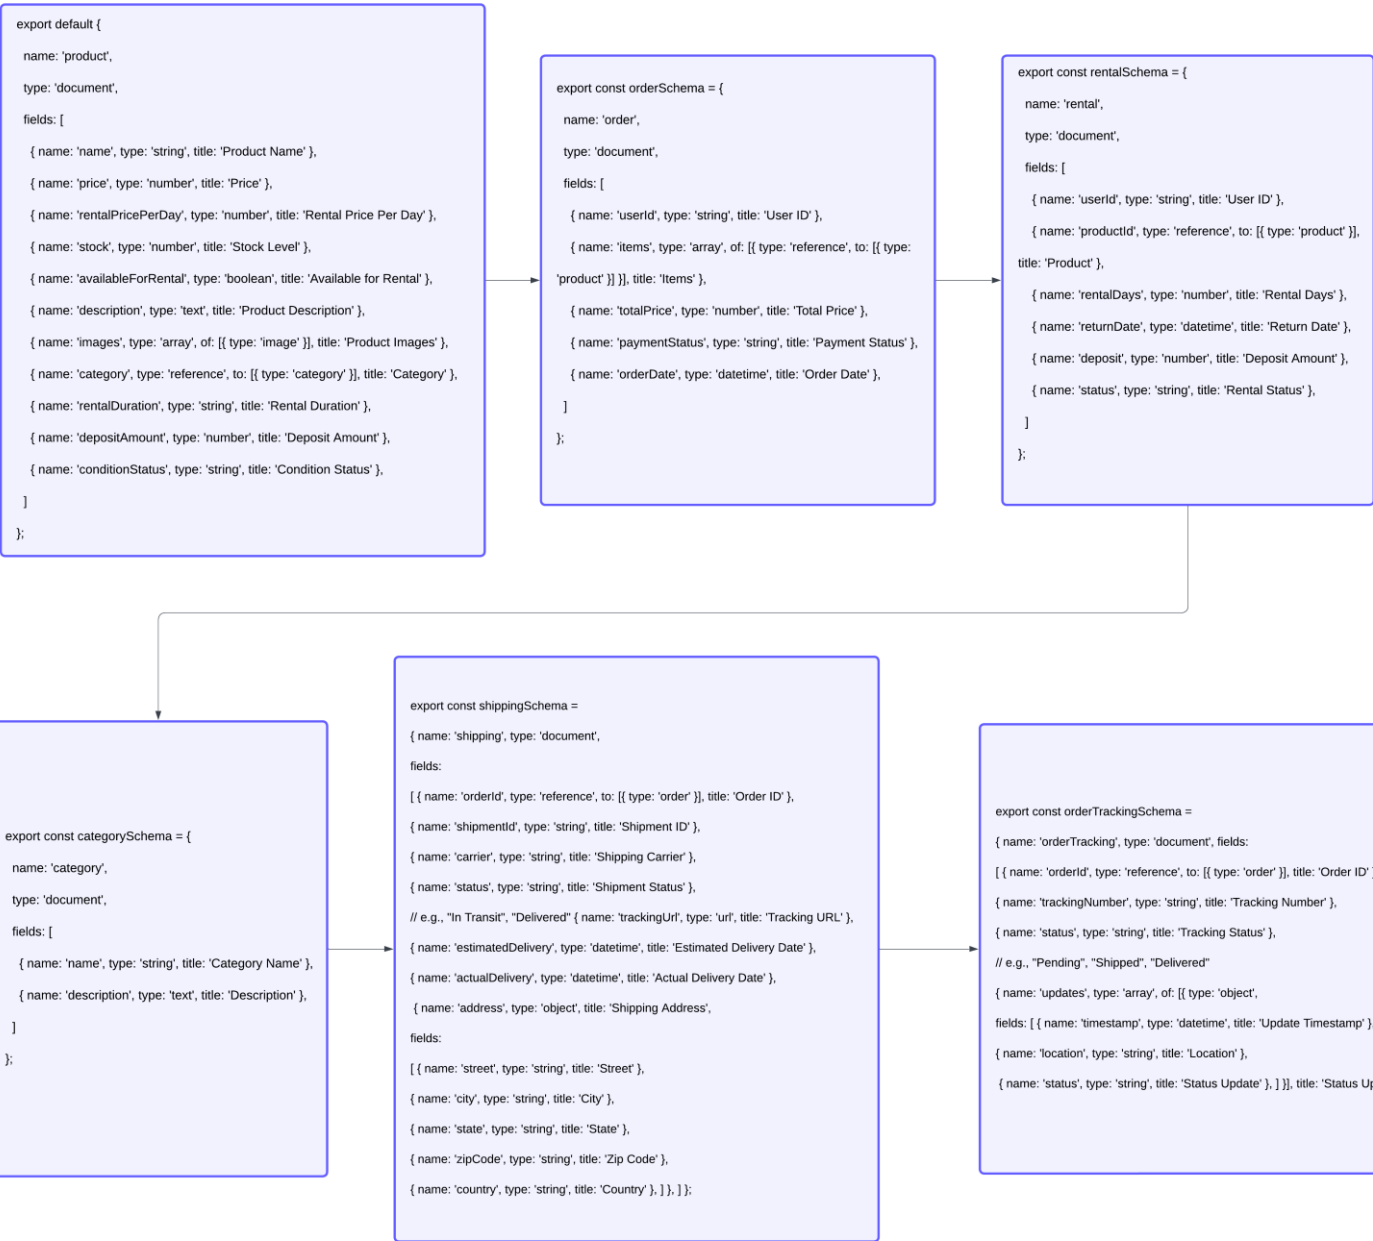 export default {
name: 'product',
type: 'document',
fields: [
{ name: 'name', type: 'string', title: 'Product Name' },
{ name: 'price', type: 'number', title: 'Price' },
{ name: 'rentalPricePerDay', type: 'number', title: 'Rental Price Per Day' },
{ name: 'stock', type: 'number', title: 'Stock Level' },
{ name: 'availableForRental', type: 'boolean', title: 'Available for Rental' },
{ name: 'description', type: 'text', title: 'Product Description' },
{ name: 'images', type: 'array', of: [{ type: 'image' }], title: 'Product Images' },
{ name: 'category', type: 'reference', to: [{ type: 'category' }], title: 'Category' },
{ name: 'rentalDuration', type: 'string', title: 'Rental Duration' },
{ name: 'depositAmount', type: 'number', title: 'Deposit Amount' },
{ name: 'conditionStatus', type: 'string', title: 'Condition Status' },
]
};
export const orderSchema = {
name: 'order',
type: 'document',
fields: [
{ name: 'userId', type: 'string', title: 'User ID' },
{ name: 'items', type: 'array', of: [{ type: 'reference', to: [{ type:
'product' }] }], title: 'Items' },
{ name: 'totalPrice', type: 'number', title: 'Total Price' },
{ name: 'paymentStatus', type: 'string', title: 'Payment Status' },
{ name: 'orderDate', type: 'datetime', title: 'Order Date' },
]
};
export const rentalSchema = {
name: 'rental',
type: 'document',
fields: [
{ name: 'userId', type: 'string', title: 'User ID' },
{ name: 'productId', type: 'reference', to: [{ type: 'product' }],
title: 'Product' },
{ name: 'rentalDays', type: 'number', title: 'Rental Days' },
{ name: 'returnDate', type: 'datetime', title: 'Return Date' },
{ name: 'deposit', type: 'number', title: 'Deposit Amount' },
{ name: 'status', type: 'string', title: 'Rental Status' },
]
};
export const categorySchema = {
name: 'category',
type: 'document',
fields: [
{ name: 'name', type: 'string', title: 'Category Name' },
{ name: 'description', type: 'text', title: 'Description' },
]
};
export const shippingSchema =
{ name: 'shipping', type: 'document',
fields:
[ { name: 'orderId', type: 'reference', to: [{ type: 'order' }], title: 'Order ID' },
{ name: 'shipmentId', type: 'string', title: 'Shipment ID' },
{ name: 'carrier', type: 'string', title: 'Shipping Carrier' },
{ name: 'status', type: 'string', title: 'Shipment Status' },
// e.g., "In Transit", "Delivered" { name: 'trackingUrl', type: 'url', title: 'Tracking URL' },
{ name: 'estimatedDelivery', type: 'datetime', title: 'Estimated Delivery Date' },
{ name: 'actualDelivery', type: 'datetime', title: 'Actual Delivery Date' },
{ name: 'address', type: 'object', title: 'Shipping Address',
fields:
[ { name: 'street', type: 'string', title: 'Street' },
{ name: 'city', type: 'string', title: 'City' },
{ name: 'state', type: 'string', title: 'State' },
{ name: 'zipCode', type: 'string', title: 'Zip Code' },
{ name: 'country', type: 'string', title: 'Country' }, ] }, ] };
export const orderTrackingSchema =
{ name: 'orderTracking', type: 'document', fields:
[ { name: 'orderId', type: 'reference', to: [{ type: 'order' }], title: 'Order ID'
{ name: 'trackingNumber', type: 'string', title: 'Tracking Number' },
{ name: 'status', type: 'string', title: 'Tracking Status' },
// e.g., "Pending", "Shipped", "Delivered"
{ name: 'updates', type: 'array', of: [{ type: 'object',
fields: [ { name: 'timestamp', type: 'datetime', title: 'Update Timestamp' },
{ name: 'location', type: 'string', title: 'Location' },
{ name: 'status', type: 'string', title: 'Status Update' }, ] }], title: 'Status